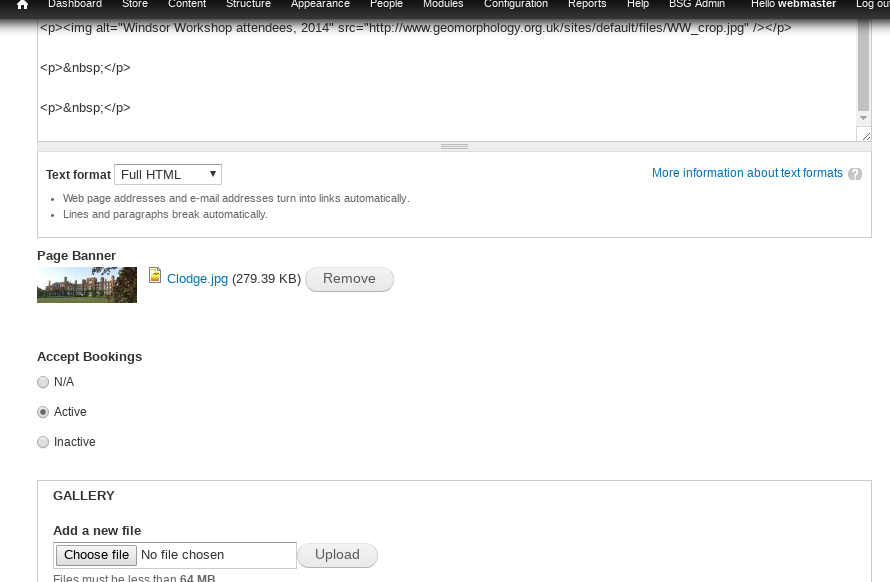 Dashboard Store Content Structure Appearance People Modules Configuration Reports Help BSG Admin Hello webmaster Log out
<p><img alt="Windsor Workshop attendees, 2014" src="http://www.geomorphology.org.uk/sites/default/files/WW_crop.jpg" /></p>
<p>&nbsp;</p>
<p>&nbsp;</p>
Text format Full HTML More information about text formats ?
Web page addresses and e-mail addresses turn into links automatically.
Lines and paragraphs break automatically.
Page Banner
Clodge.jpg (279.39 KB) Remove
Accept Bookings
N/A
Active
Inactive
GALLERY
Add a new file
Choose file No file chosen Upload
Files must be less than 64 MB.